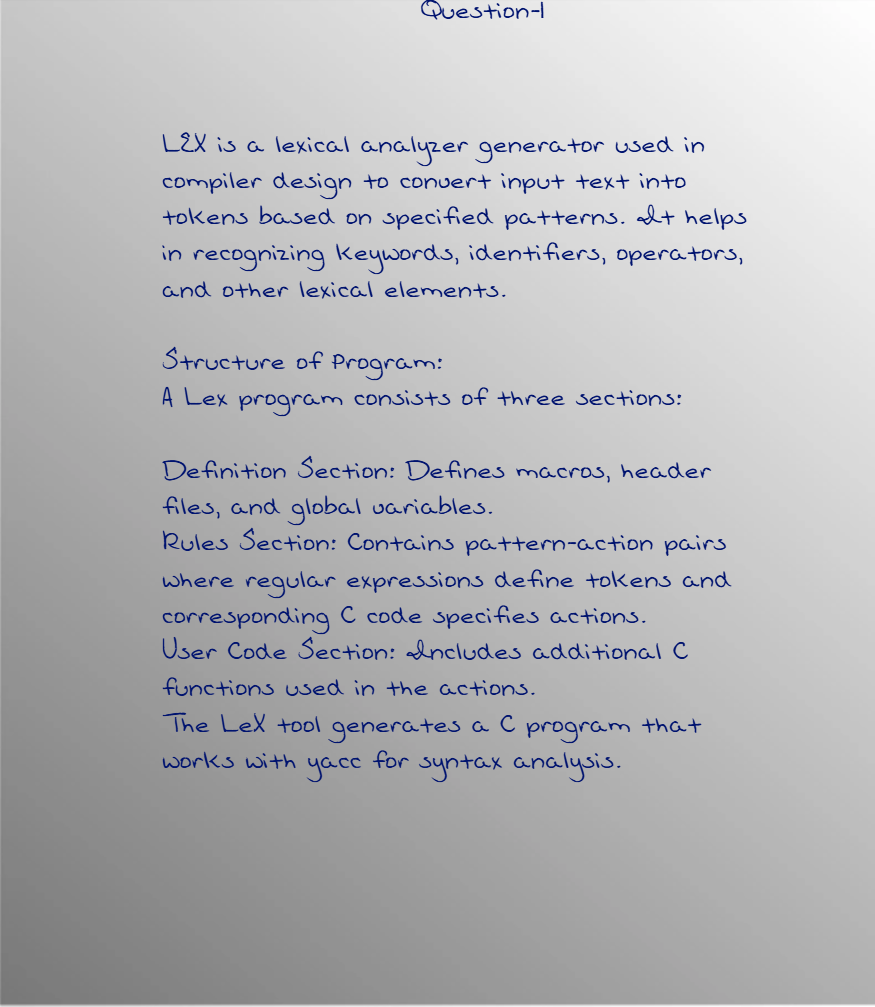 Question-1
LEX is a lexical analyzer generator used in
compiler design to convert input text into
tokens based on specified patterns. It helps
in recognizing keywords, identifiers, operators,
and other lexical elements.
Structure of Program:
A Lex program consists of three sections:
Definition Section: Defines macros, header
files, and global variables.
Rules Section: Contains pattern-action pairs
where regular expressions define tokens and
corresponding C code specifies actions.
User Code Section: Includes additional C
functions used in the actions.
The LeX tool generates a C program that
works with yacc for syntax analysis.